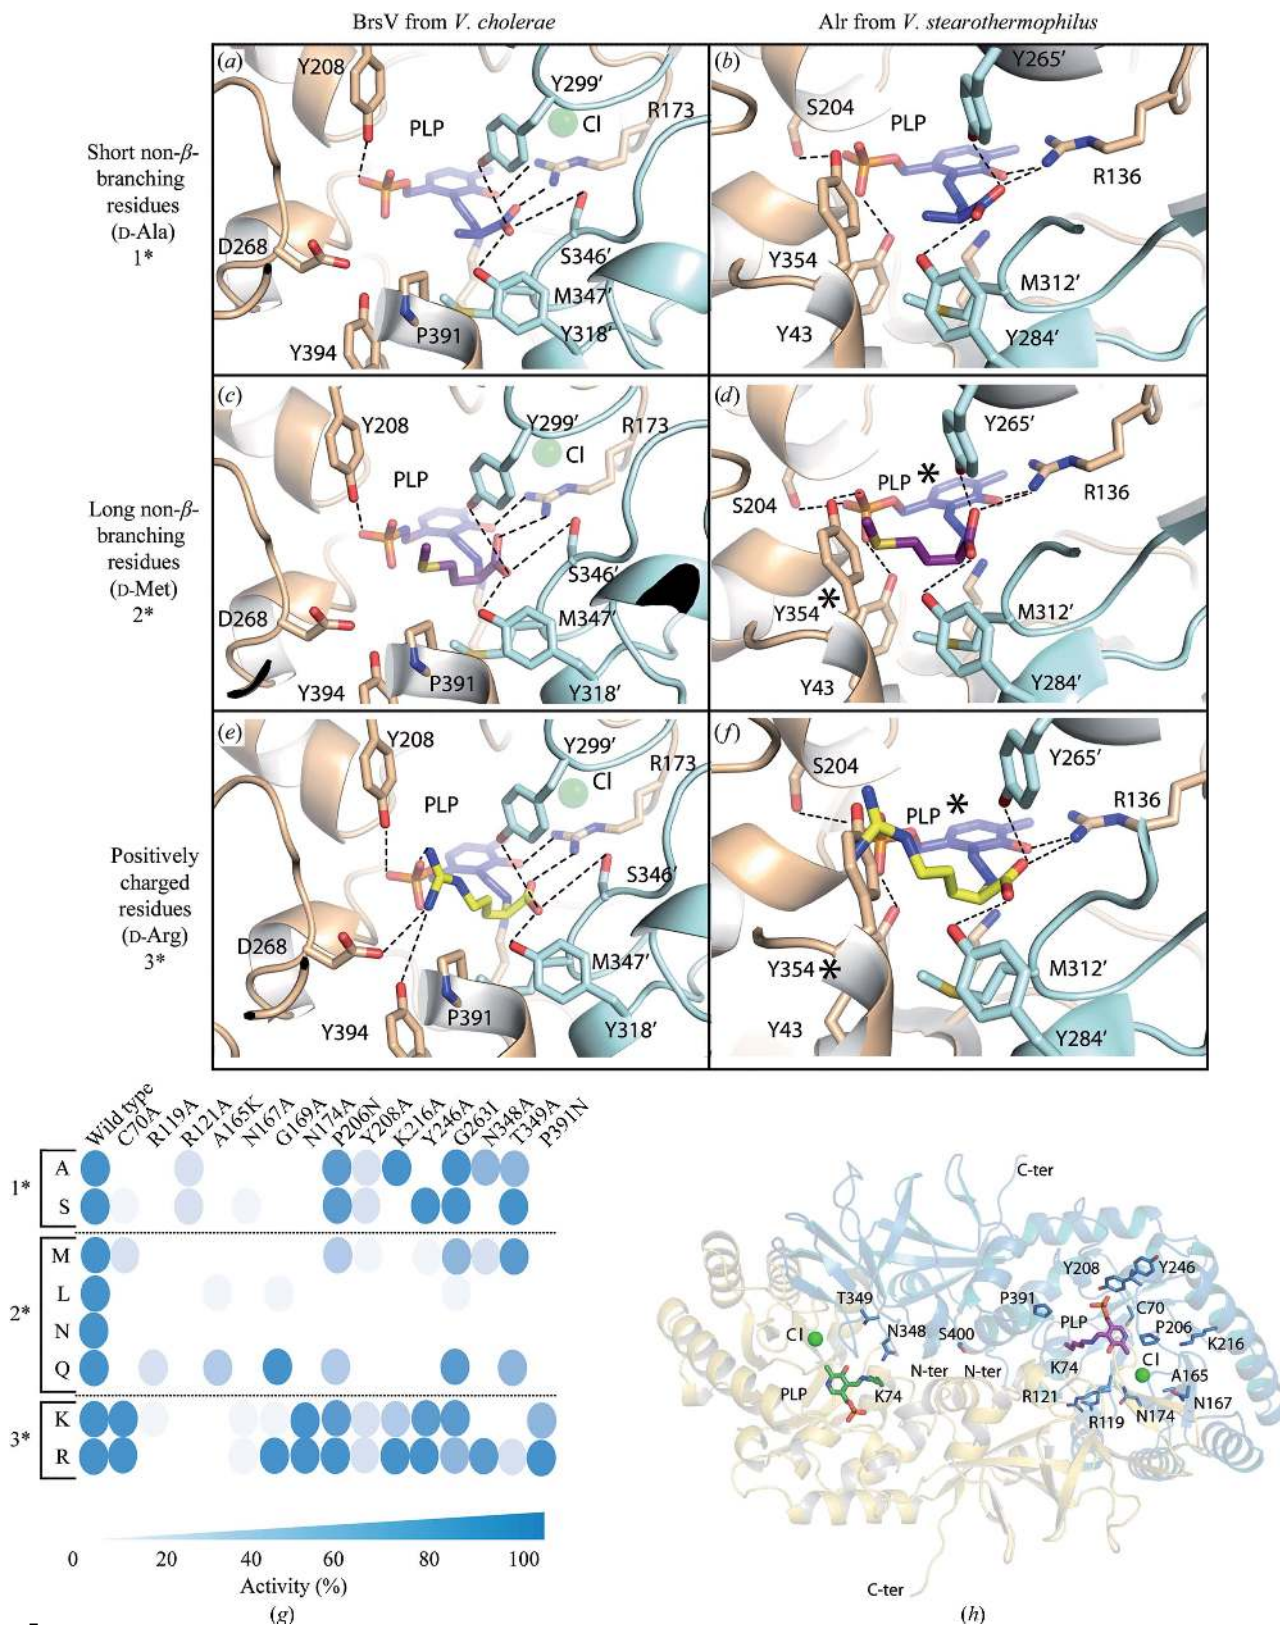 BrsV from V. cholerae
Alr from V. stearothermophilus
Short non-β-
branching
residues
(D-Ala)
1*
(a)
Y208
PLP
Y299′
Cl
R173
D268
S346′
M347′
P391
Y318′
Y394
(b)
Y265′
S204
PLP
R136
Y354
M312′
Y43
Y284′
Long non-β-
branching
residues
(D-Met)
2*
(c)
Y208
PLP
Y299′
Cl
R173
D268
S346′
M347′
P391
Y318′
Y394
(d)
Y265′
PLP *
S204
R136
Y354 *
M312′
Y43
Y284′
Positively
charged
residues
(D-Arg)
3*
(e)
Y208
PLP
Y299′
Cl
R173
S346′
D268
M347′
P391
Y318′
Y394
(f)
S204
PLP *
Y265′
R136
Y354 *
M312′
Y43
Y284′
Wild type
C70A
R119A
R121A
A165K
N167A
G169A
N174A
P206N
Y208A
K216A
Y246A
G263I
N348A
T349A
P391N
1*
A
S
2*
M
L
N
Q
3*
K
R
0 20 40 60 80 100
Activity (%)
(g)
C-ter
Y208
Y246
T349
P391
C70
PLP
P206
Cl
N348
S400
K216
K74
Cl
N-ter
N-ter
A165
PLP
K74
R121
N167
R119
N174
C-ter
(h)